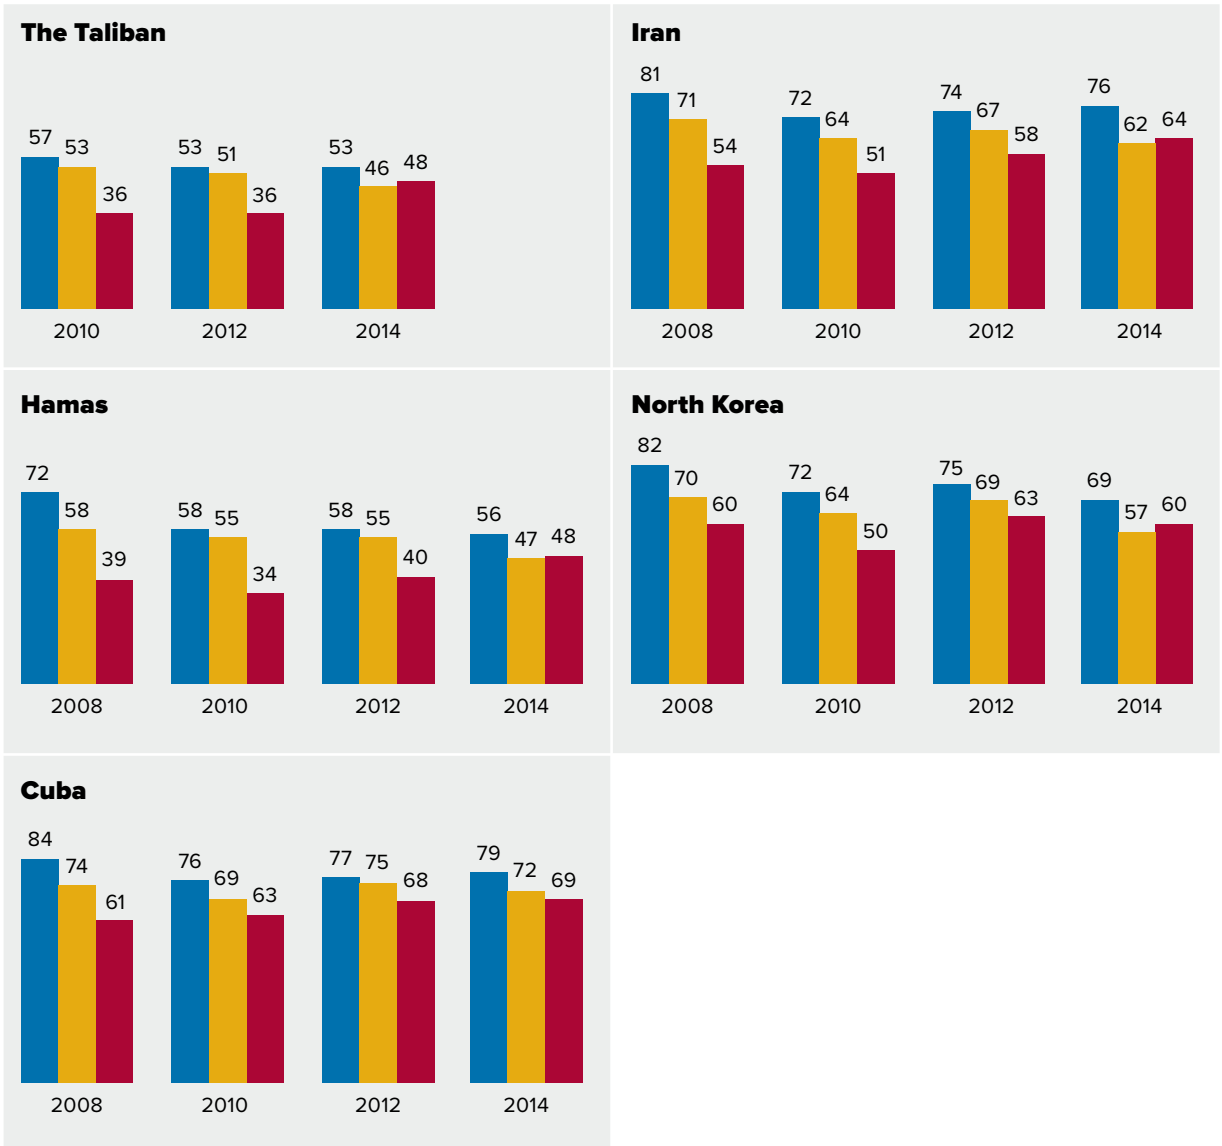 The Taliban
57 53 36
53 51 36
53 46 48
2010 2012 2014
Iran
81 71 54
72 64 51
74 67 58
76 62 64
2008 2010 2012 2014
Hamas
72 58 39
58 55 34
58 55 40
56 47 48
2008 2010 2012 2014
North Korea
82 70 60
72 64 50
75 69 63
69 57 60
2008 2010 2012 2014
Cuba
84 74 61
76 69 63
77 75 68
79 72 69
2008 2010 2012 2014